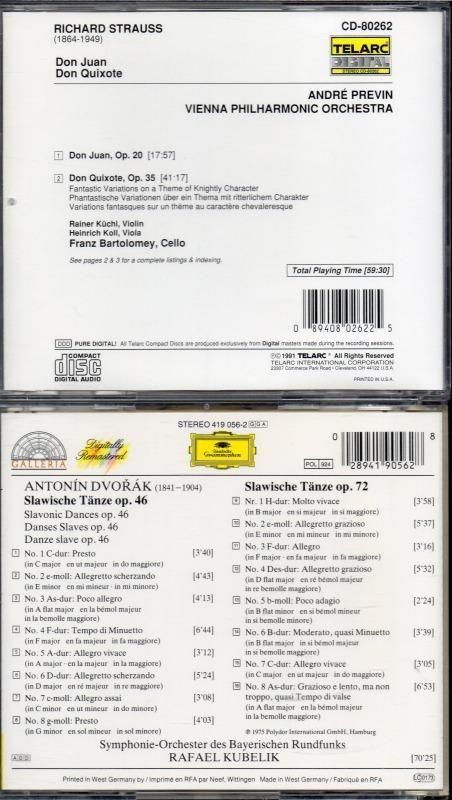 RICHARD STRAUSS
(1864-1949)
CD-80262
TELARC
DIGITAL
STEREO CD-80262
Don Juan
Don Quixote
ANDRÉ PREVIN
VIENNA PHILHARMONIC ORCHESTRA
1 Don Juan, Op. 20 [17:57]
2 Don Quixote, Op. 35 [41:17]
Fantastic Variations on a Theme of Knightly Character
Phantastische Variationen über ein Thema mit ritterlichem Charakter
Variations fantasques sur un thème au caractère chevaleresque
Rainer Küchl, Violin
Heinrich Koll, Viola
Franz Bartolomey, Cello
See pages 2 & 3 for a complete listings & indexing.
Total Playing Time [59:30]
0 89408 02622 5
DDD PURE DIGITAL! All Telarc Compact Discs are produced exclusively from Digital masters made during the recording sessions.
COMPACT
disc
DIGITAL AUDIO
Ⓟ©1991 TELARC® All Rights Reserved
TELARC INTERNATIONAL CORPORATION
23307 Commerce Park Road • Cleveland, OH 44122 U.S.A.
PRINTED IN U.S.A.
STEREO 419 056-2 GGA
GALLERIA
Digitally
Remastered
Deutsche
Grammophon
POL 924
0 28941 90562 8
ANTONÍN DVOŘÁK (1841–1904)
Slawische Tänze op. 46
Slavonic Dances op. 46
Danses Slaves op. 46
Danze slave op. 46
1 No. 1 C-dur: Presto [3'40]
(in C major · en ut majeur · in do maggiore)
2 No. 2 e-moll: Allegretto scherzando [4'43]
(in E minor · en mi mineur · in mi minore)
3 No. 3 As-dur: Poco allegro [4'13]
(in A flat major · en la bémol majeur
in la bemolle maggiore)
4 No. 4 F-dur: Tempo di Minuetto [6'44]
(in F major · en fa majeur · in fa maggiore)
5 No. 5 A-dur: Allegro vivace [3'12]
(in A major · en la majeur · in la maggiore)
6 No. 6 D-dur: Allegretto scherzando [5'24]
(in D major · en ré majeur · in re maggiore)
7 No. 7 c-moll: Allegro assai [3'08]
(in C minor · en ut mineur · in do minore)
8 No. 8 g-moll: Presto [4'03]
(in G minor · en sol mineur · in sol minore)
Slawische Tänze op. 72
9 Nr. 1 H-dur: Molto vivace [3'58]
(in B major · en si majeur · in si maggiore)
10 No. 2 e-moll: Allegretto grazioso [5'37]
(in E minor · en mi mineur · in mi minore)
11 No. 3 F-dur: Allegro [3'16]
(in F major · en fa majeur · in fa maggiore)
12 No. 4 Des-dur: Allegretto grazioso [5'32]
(in D flat major · en ré bémol majeur
in re bemolle maggiore)
13 No. 5 b-moll: Poco adagio [2'24]
(in B flat minor · en si bémol mineur
in si bemolle minore)
14 No. 6 B-dur: Moderato, quasi Minuetto [3'39]
(in B flat major · in si bémol majeur
in si bemolle maggiore)
15 No. 7 C-dur: Allegro vivace [3'05]
(in C major · en ut majeur · in do maggiore)
16 No. 8 As-dur: Grazioso e lento, ma non [6'53]
troppo, quasi Tempo di valse
(in A flat major · en la bémol majeur
in la bemolle maggiore)
Ⓟ 1975 Polydor International GmbH, Hamburg
Symphonie-Orchester des Bayerischen Rundfunks
RAFAEL KUBELIK
ADD
[70'25]
Printed in West Germany by / Imprimé en RFA par Neef, Wittingen Made in West Germany / Fabriqué en RFA
LC 0173